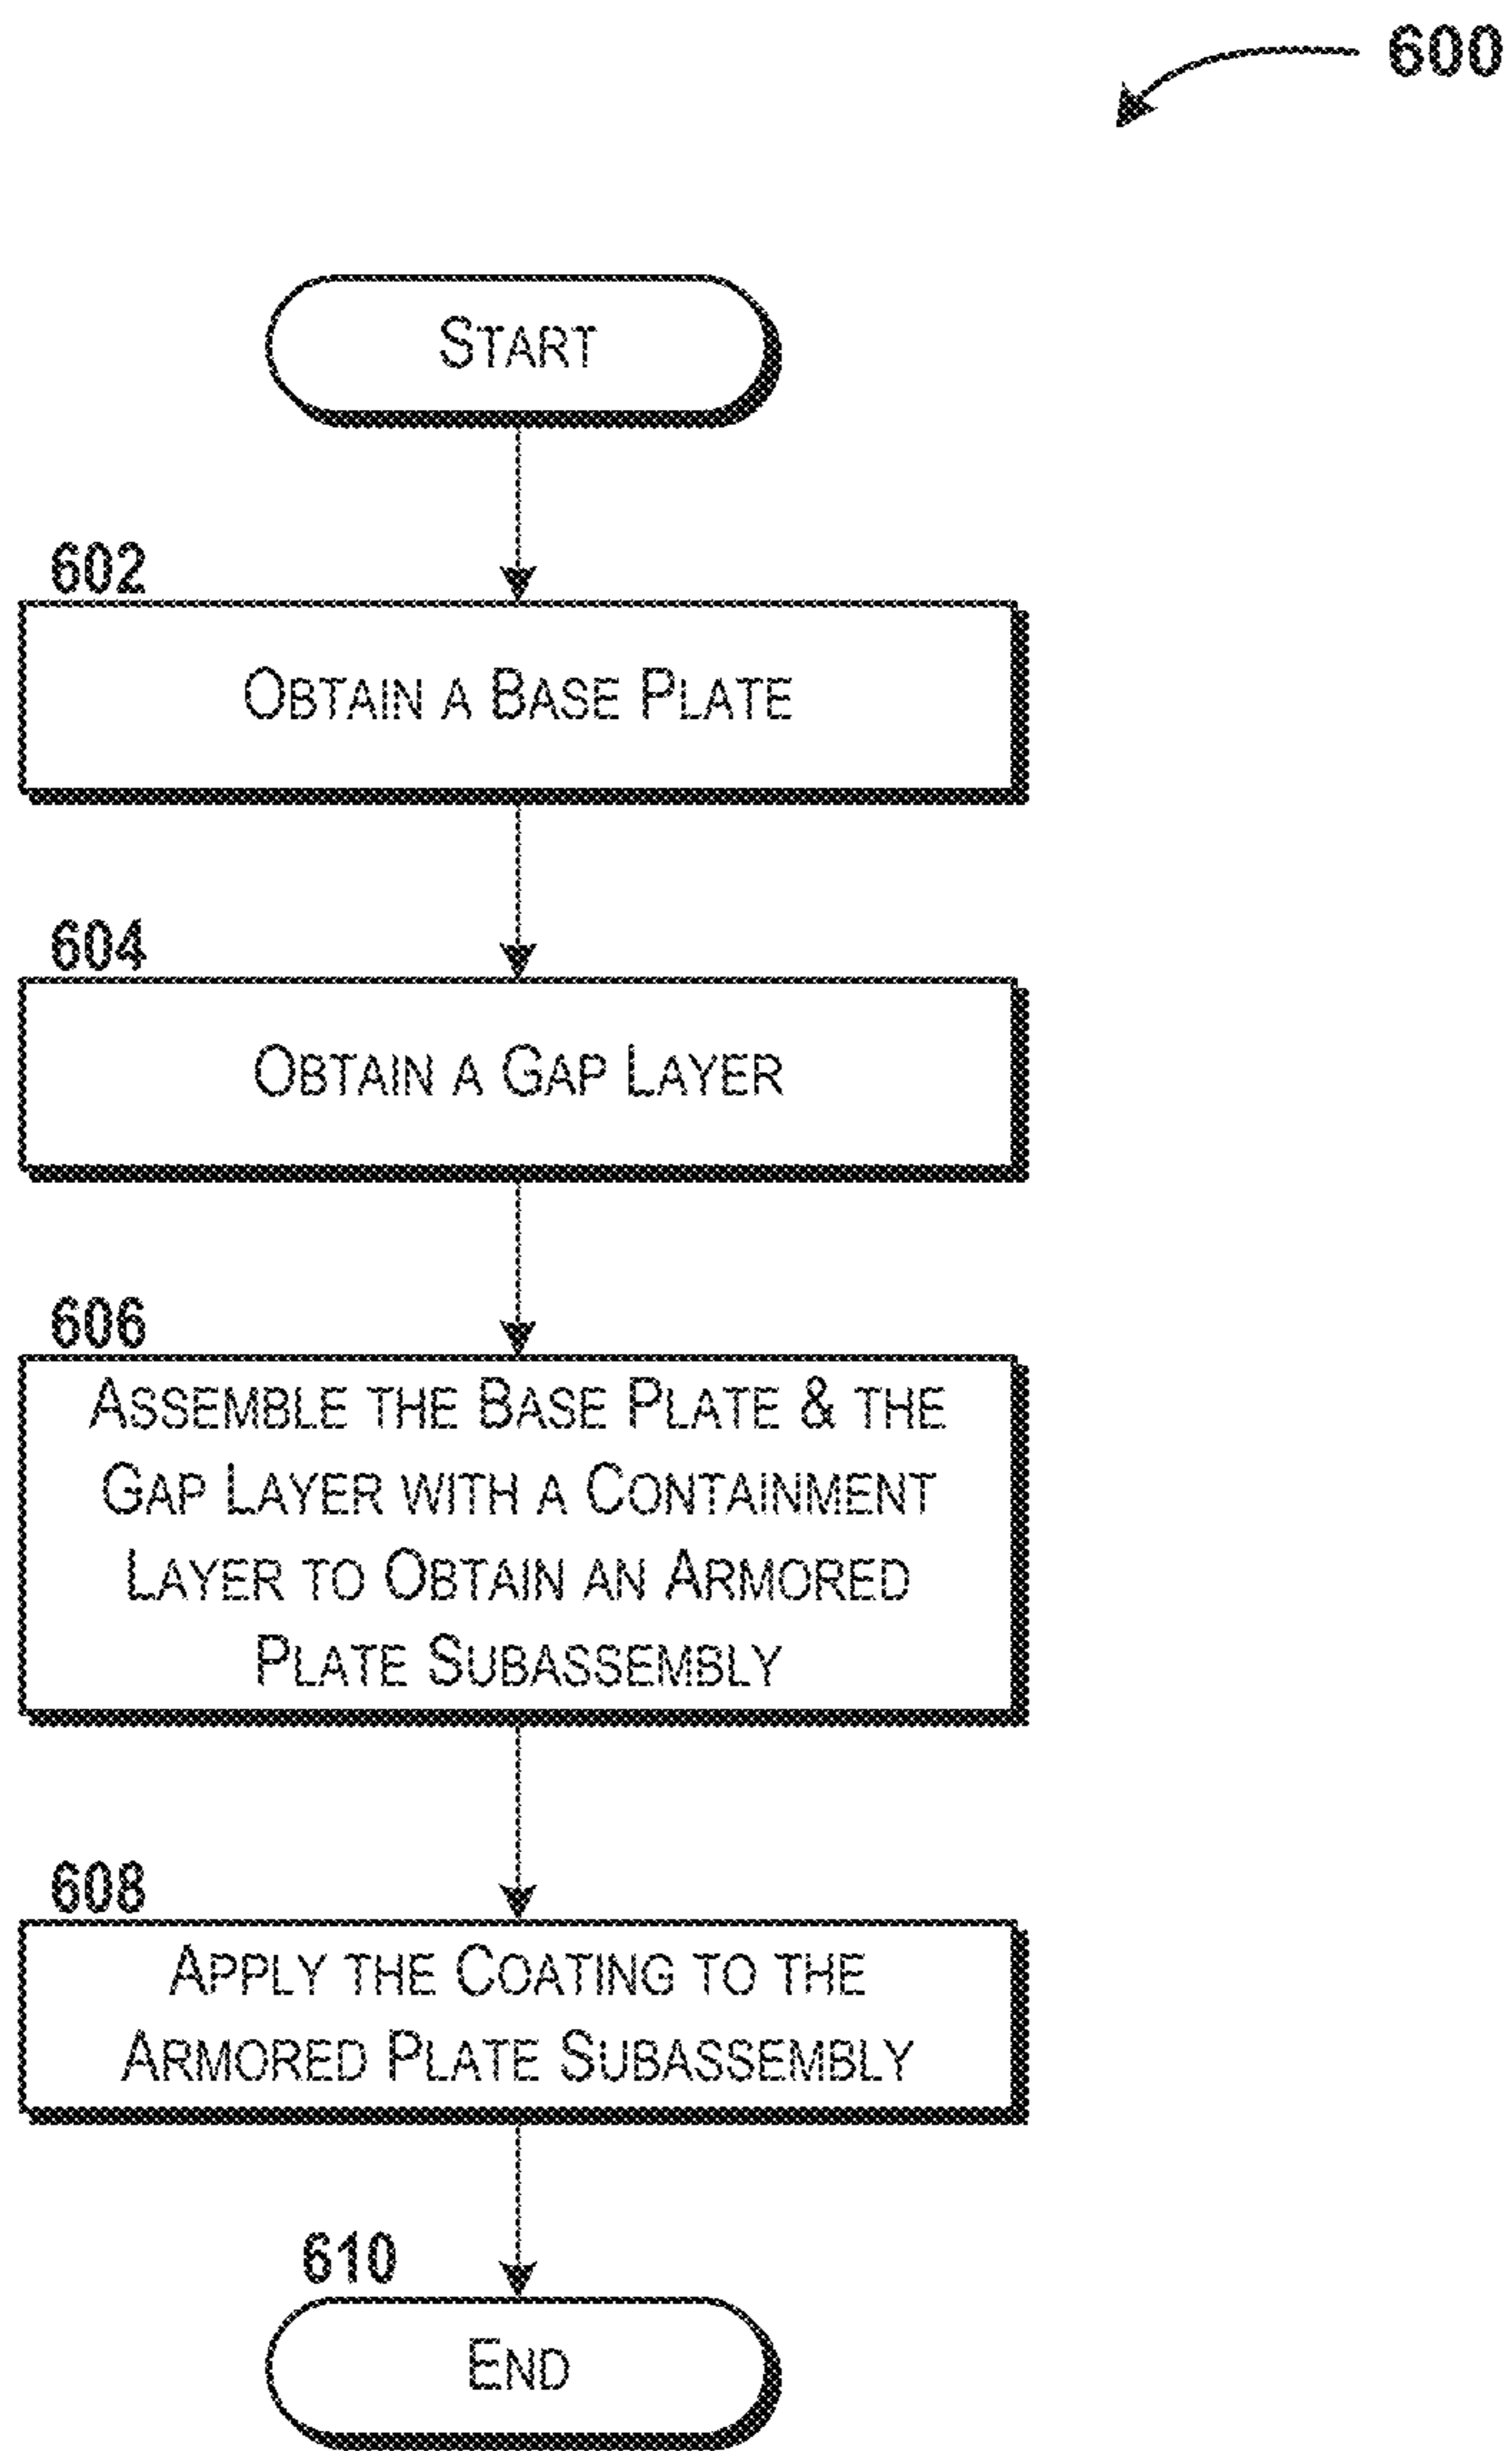 600
START
602
OBTAIN A BASE PLATE
604
OBTAIN A GAP LAYER
606
ASSEMBLE THE BASE PLATE & THE
GAP LAYER WITH A CONTAINMENT
LAYER TO OBTAIN AN ARMORED
PLATE SUBASSEMBLY
608
APPLY THE COATING TO THE
ARMORED PLATE SUBASSEMBLY
610
END